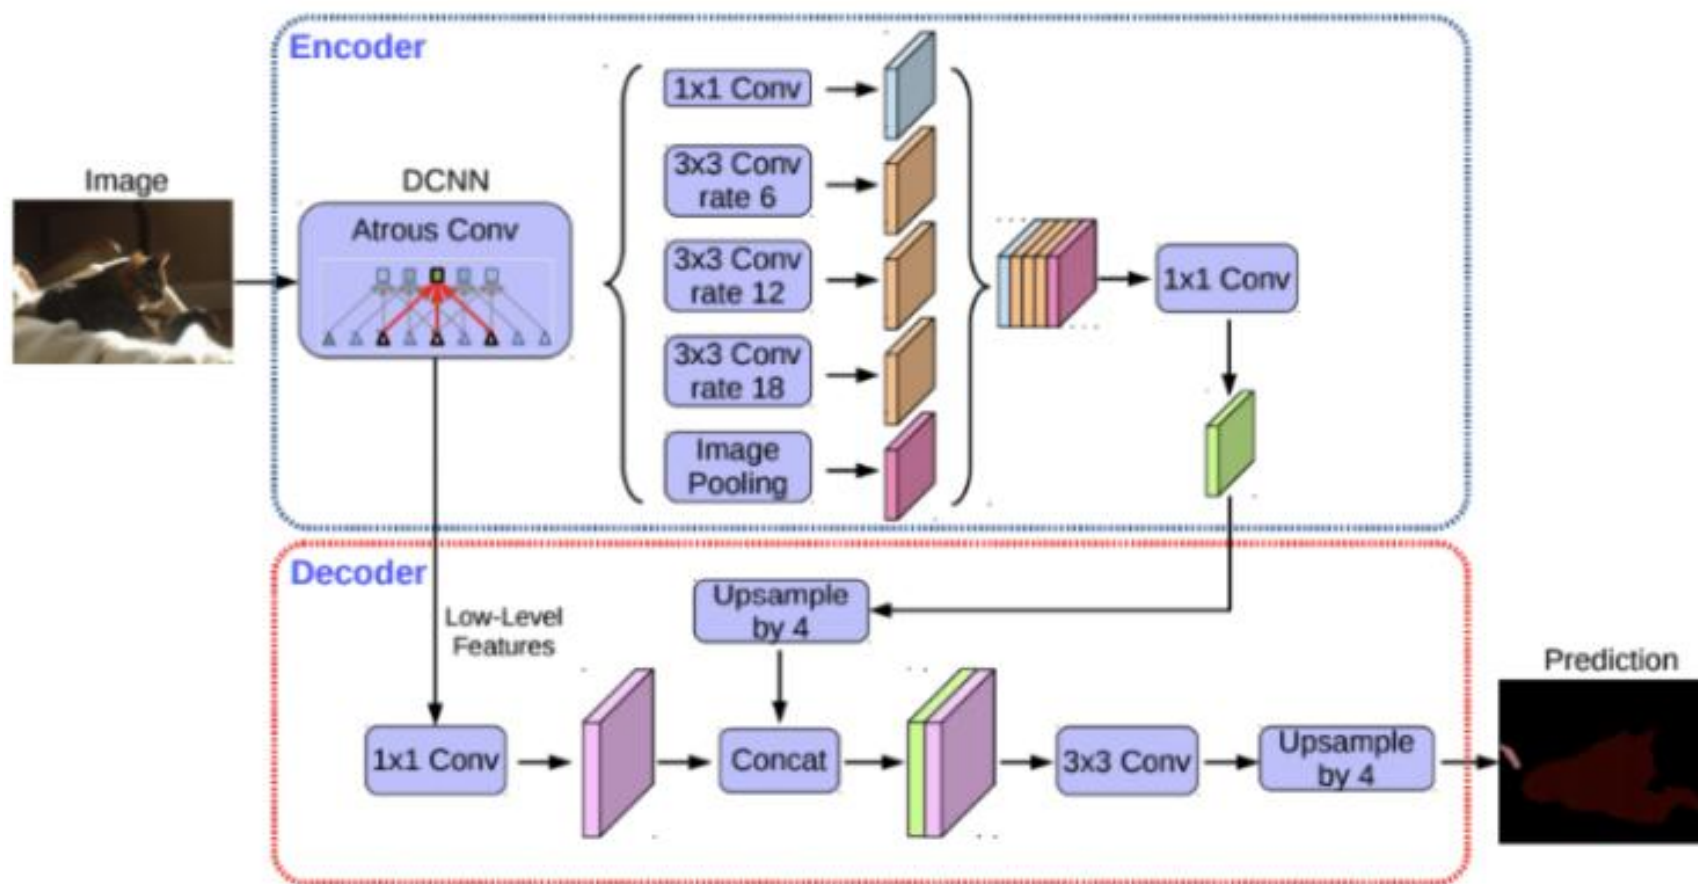 Encoder
Image
DCNN
Atrous Conv
1x1 Conv
3x3 Conv
rate 6
3x3 Conv
rate 12
3x3 Conv
rate 18
Image
Pooling
1x1 Conv
Decoder
Low-Level
Features
Upsample
by 4
1x1 Conv
Concat
3x3 Conv
Upsample
by 4
Prediction